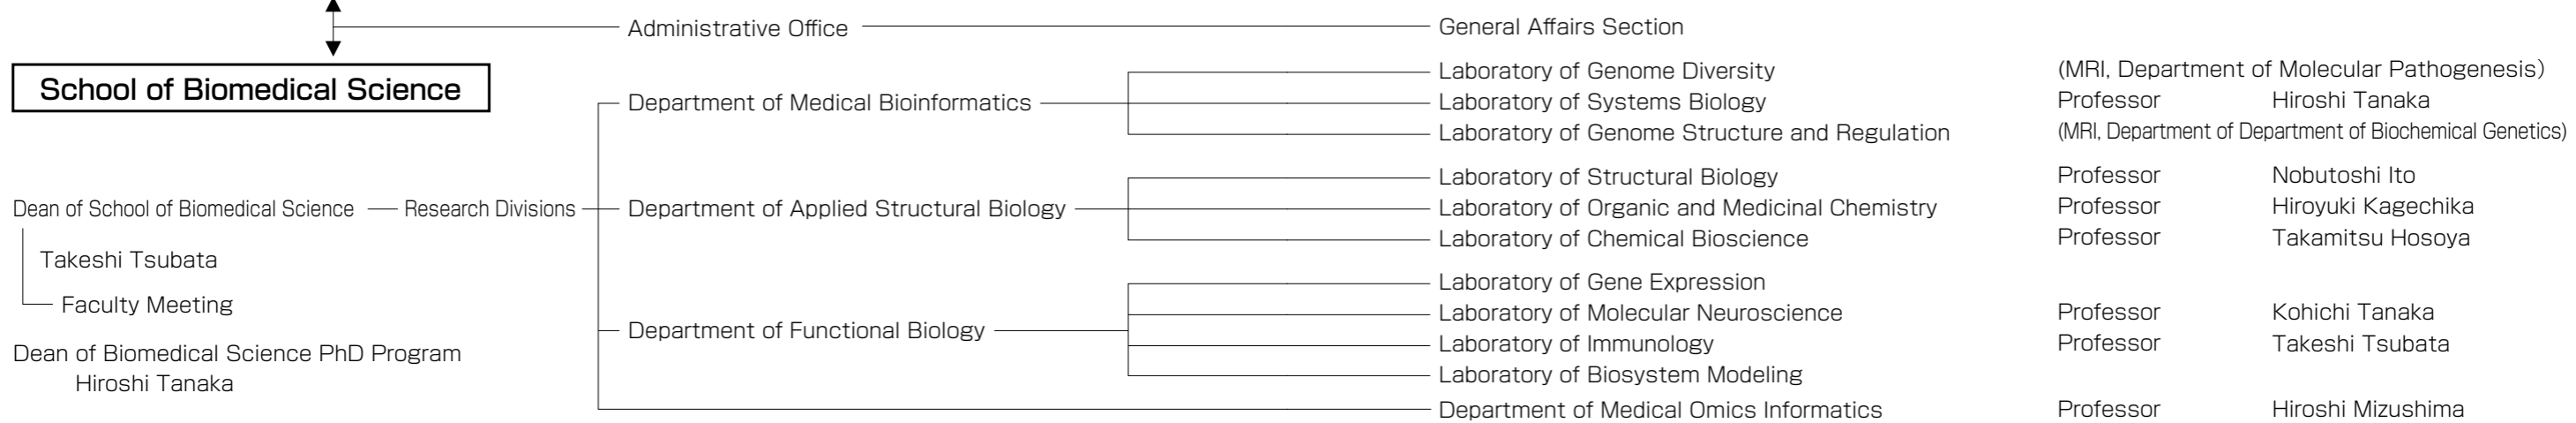 Administrative Office General Affairs Section
School of Biomedical Science
Laboratory of Genome Diversity (MRI, Department of Molecular Pathogenesis)
Department of Medical Bioinformatics Laboratory of Systems Biology Professor Hiroshi Tanaka
Laboratory of Genome Structure and Regulation (MRI, Department of Department of Biochemical Genetics)
Laboratory of Structural Biology Professor Nobutoshi Ito
Dean of School of Biomedical Science Research Divisions Department of Applied Structural Biology Laboratory of Organic and Medicinal Chemistry Professor Hiroyuki Kagechika
Laboratory of Chemical Bioscience Professor Takamitsu Hosoya
Takeshi Tsubata
Laboratory of Gene Expression
Faculty Meeting
Laboratory of Molecular Neuroscience Professor Kohichi Tanaka
Department of Functional Biology
Laboratory of Immunology Professor Takeshi Tsubata
Dean of Biomedical Science PhD Program
Laboratory of Biosystem Modeling
Hiroshi Tanaka
Department of Medical Omics Informatics Professor Hiroshi Mizushima